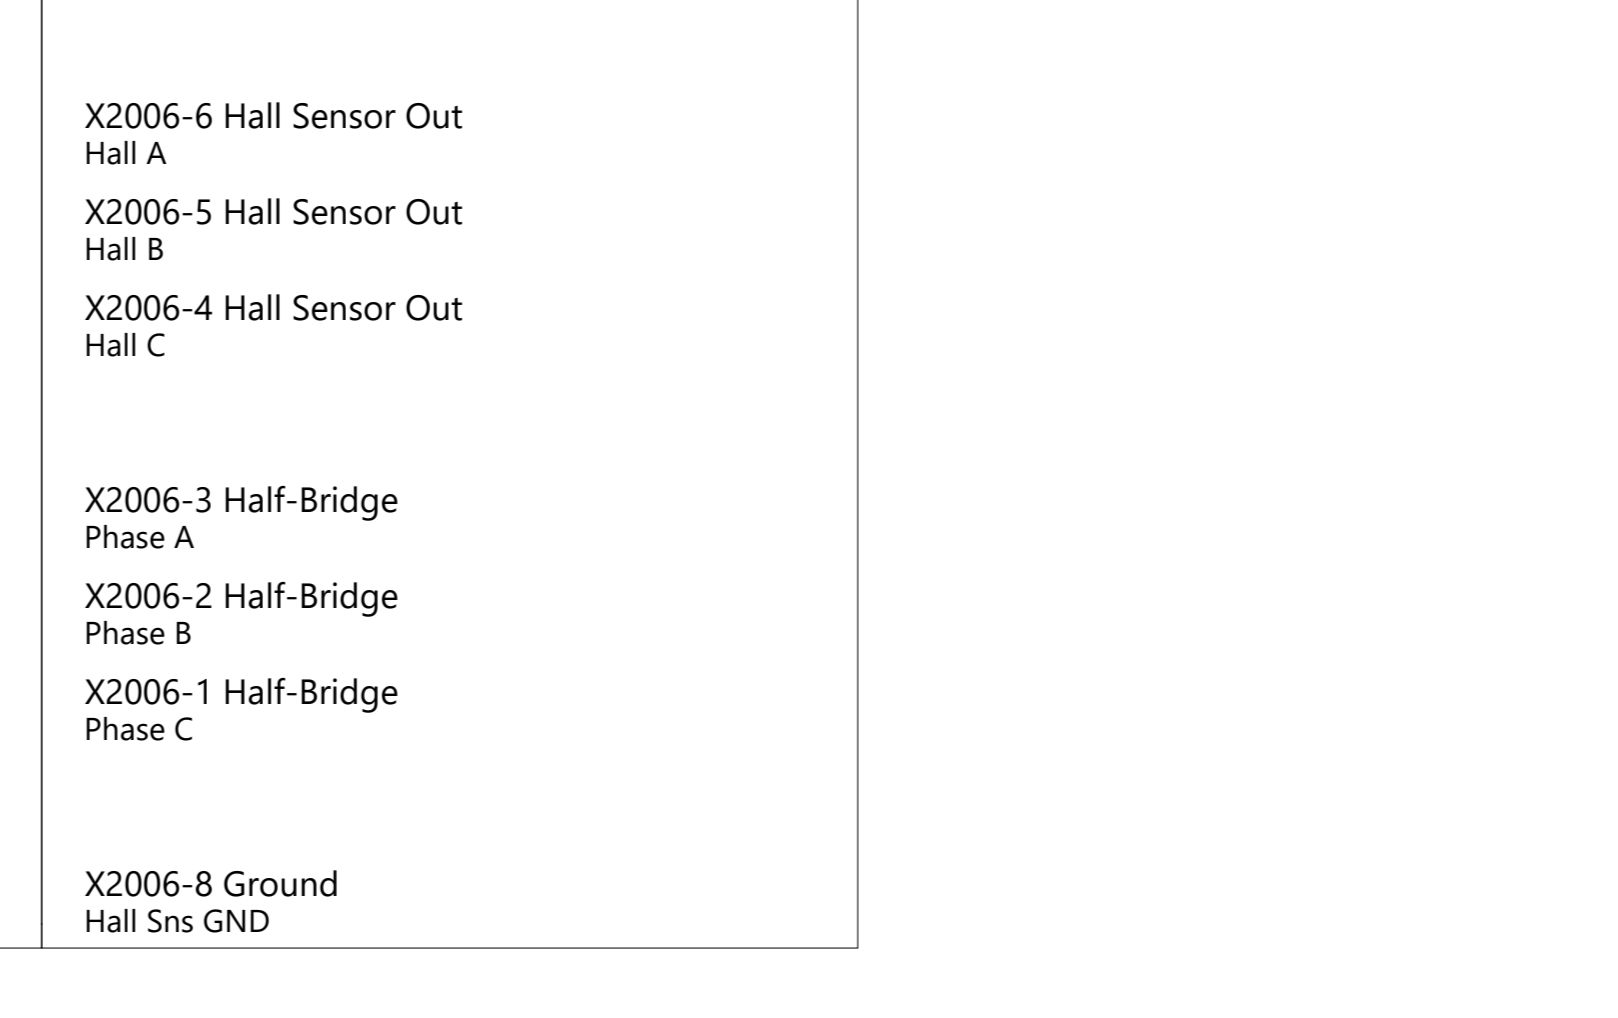 X2006-6 Hall Sensor Out
Hall A
X2006-5 Hall Sensor Out
Hall B
X2006-4 Hall Sensor Out
Hall C
X2006-3 Half-Bridge
Phase A
X2006-2 Half-Bridge
Phase B
X2006-1 Half-Bridge
Phase C
X2006-8 Ground
Hall Sns GND